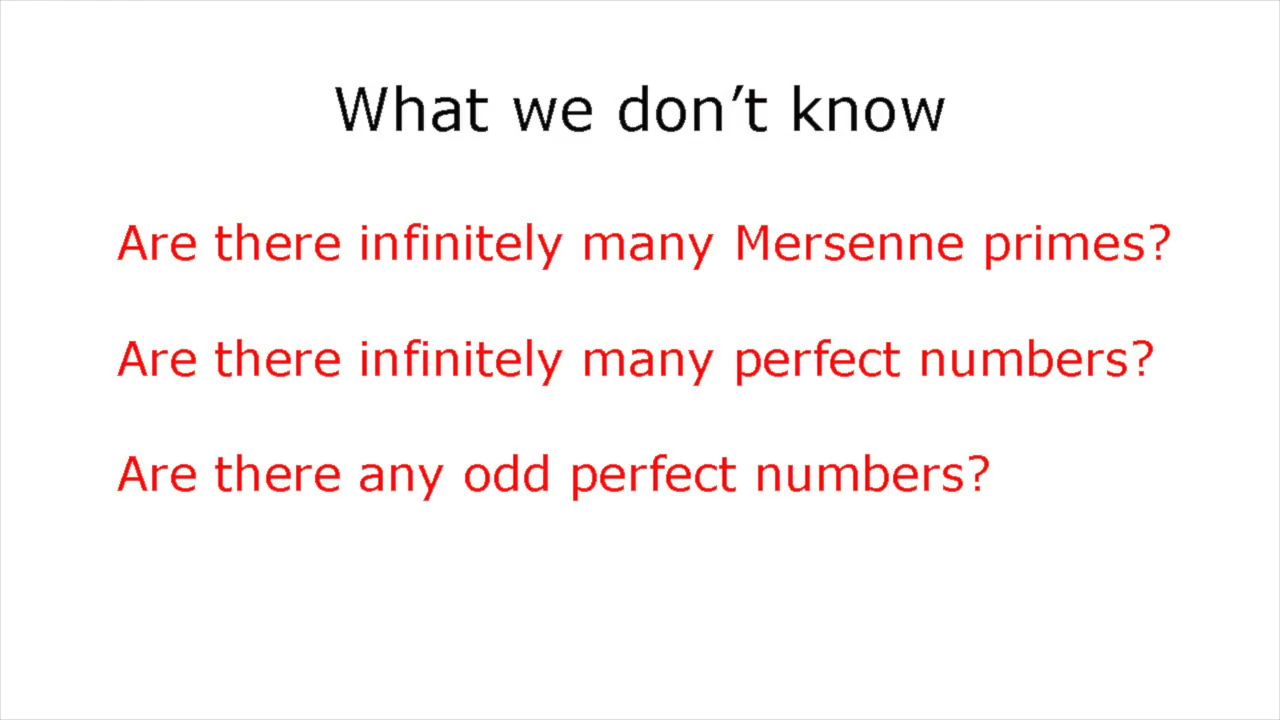 What we don’t know
Are there infinitely many Mersenne primes?
Are there infinitely many perfect numbers?
Are there any odd perfect numbers?